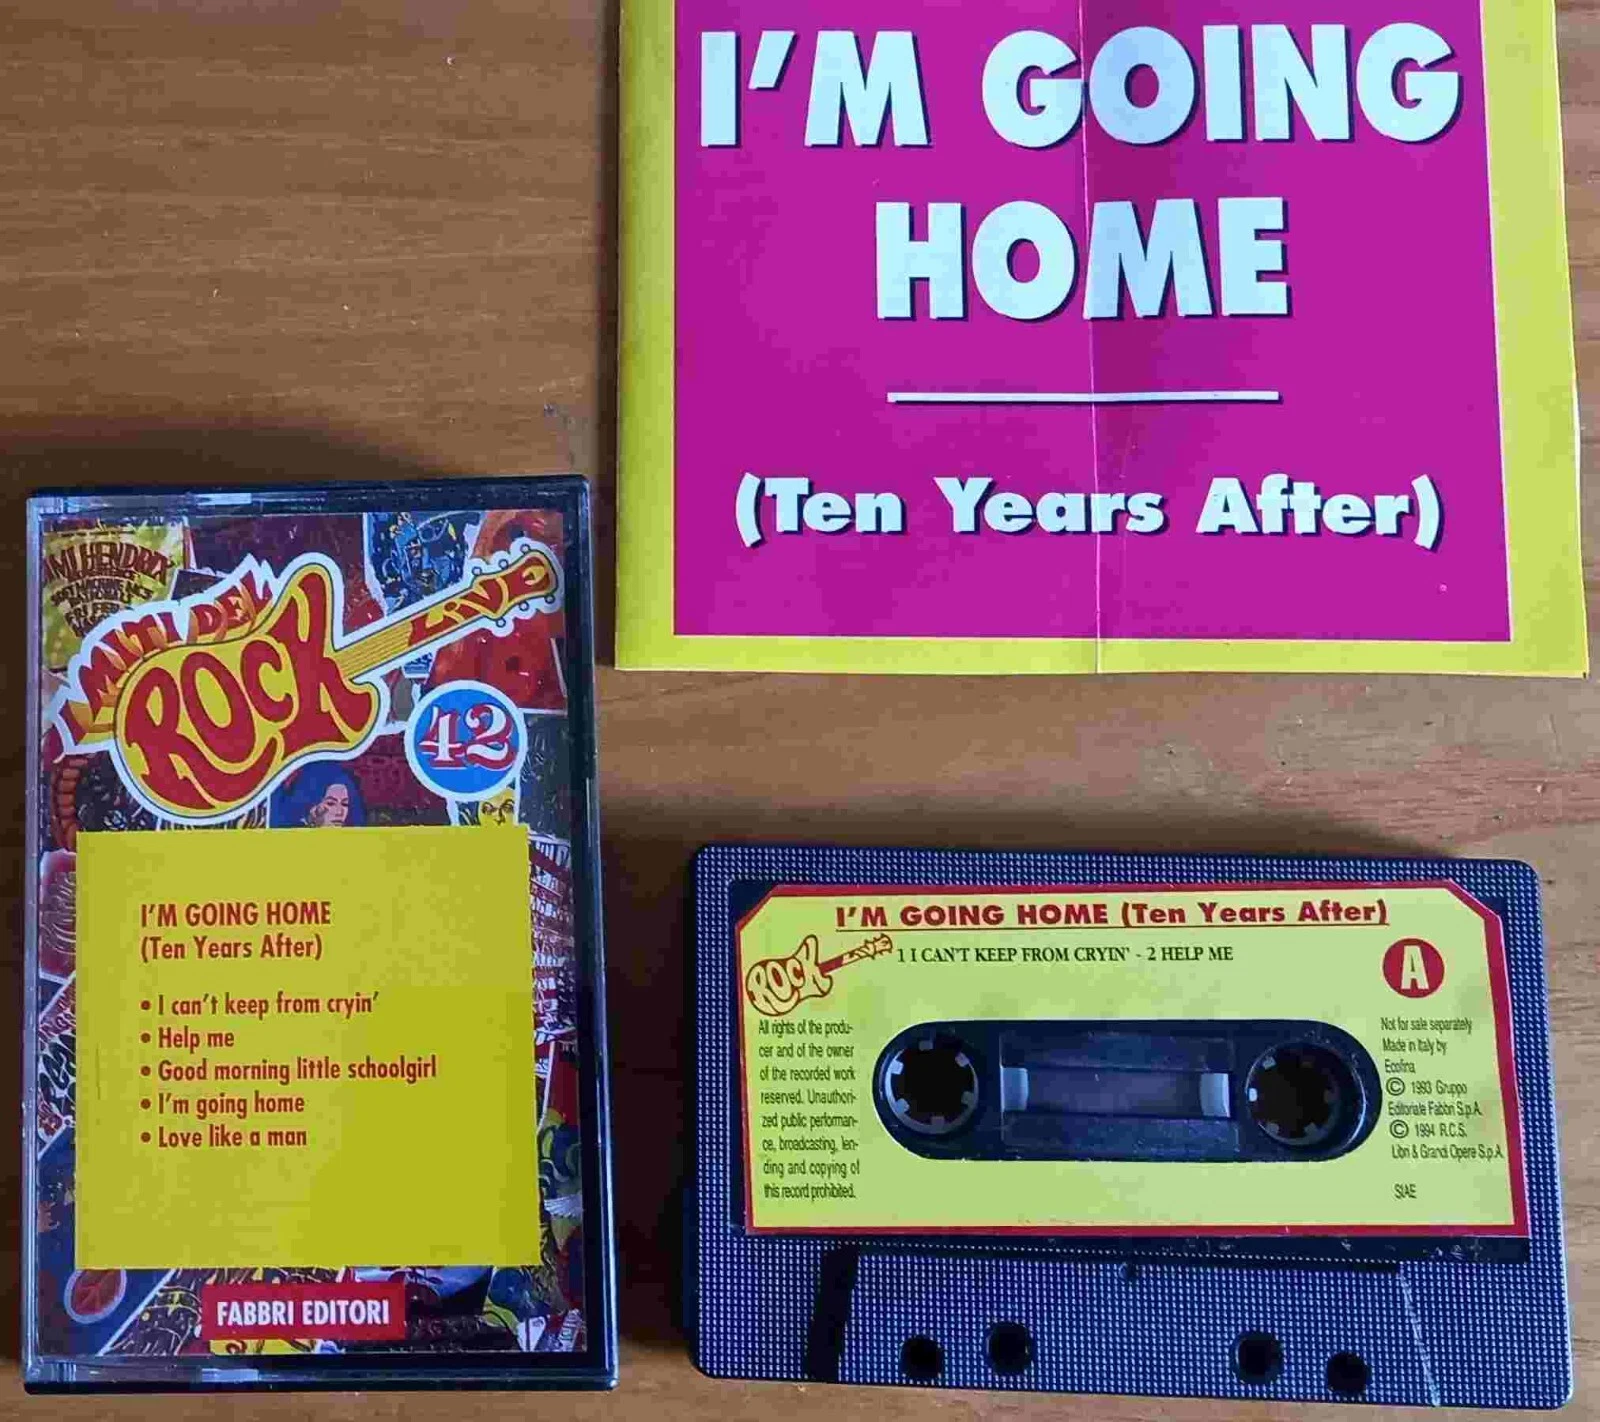 I'M GOING
HOME
(Ten Years After)
I MITI DEL
ROCK
LIVE
42
I'M GOING HOME
(Ten Years After)
• I can't keep from cryin'
• Help me
• Good morning little schoolgirl
• I'm going home
• Love like a man
FABBRI EDITORI
I'M GOING HOME (Ten Years After)
ROCK
LIVE
1 I CAN'T KEEP FROM CRYIN' - 2 HELP ME
A
All rights of the produ-
cer and of the owner
of the recorded work
reserved. Unauthori-
zed public performan-
ce, broadcasting, len-
ding and copying of
this record prohibited.
Not for sale separately
Made in Italy by
Ecofina
© 1993 Gruppo
Editoriale Fabbri S.p.A.
© 1994 R.C.S.
Libri & Grandi Opere S.p.A.
SIAE